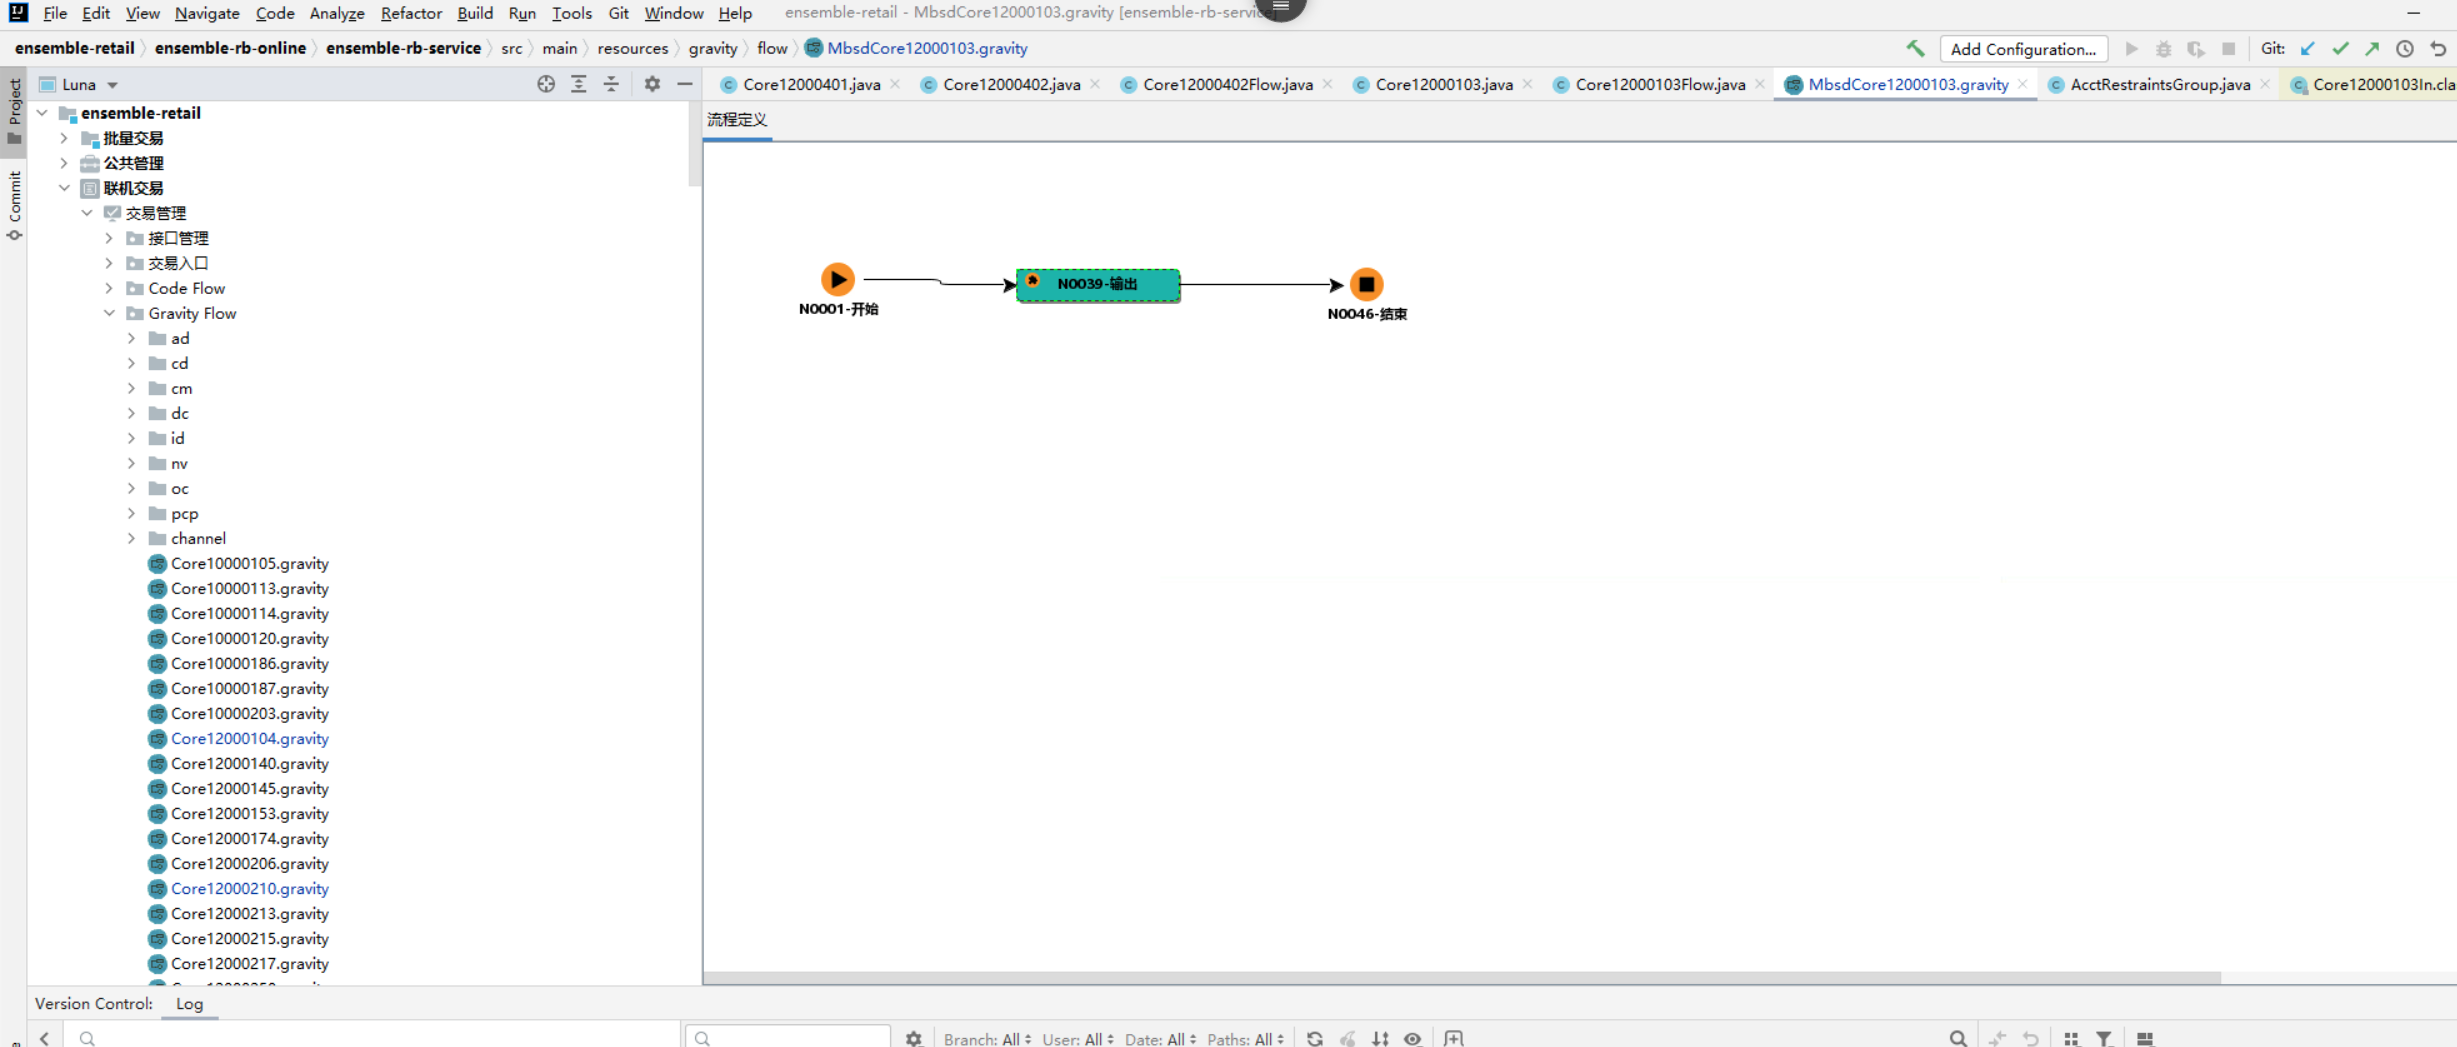 File Edit View Navigate Code Analyze Refactor Build Run Tools Git Window Help ensemble-retail - MbsdCore12000103.gravity [ensemble-rb-service]
ensemble-retail ensemble-rb-online ensemble-rb-service src main resources gravity flow MbsdCore12000103.gravity Add Configuration... Git:
Project
Commit
Luna
Core12000401.java Core12000402.java Core12000402Flow.java Core12000103.java Core12000103Flow.java MbsdCore12000103.gravity AcctRestraintsGroup.java Core12000103In.cla
流程定义
ensemble-retail
批量交易
公共管理
联机交易
交易管理
接口管理
交易入口
Code Flow
Gravity Flow
ad
cd
cm
dc
id
nv
oc
pcp
channel
Core10000105.gravity
Core10000113.gravity
Core10000114.gravity
Core10000120.gravity
Core10000186.gravity
Core10000187.gravity
Core10000203.gravity
Core12000104.gravity
Core12000140.gravity
Core12000145.gravity
Core12000153.gravity
Core12000174.gravity
Core12000206.gravity
Core12000210.gravity
Core12000213.gravity
Core12000215.gravity
Core12000217.gravity
N0001-开始
N0039-输出
N0046-结束
Version Control: Log
Branch: All User: All Date: All Paths: All